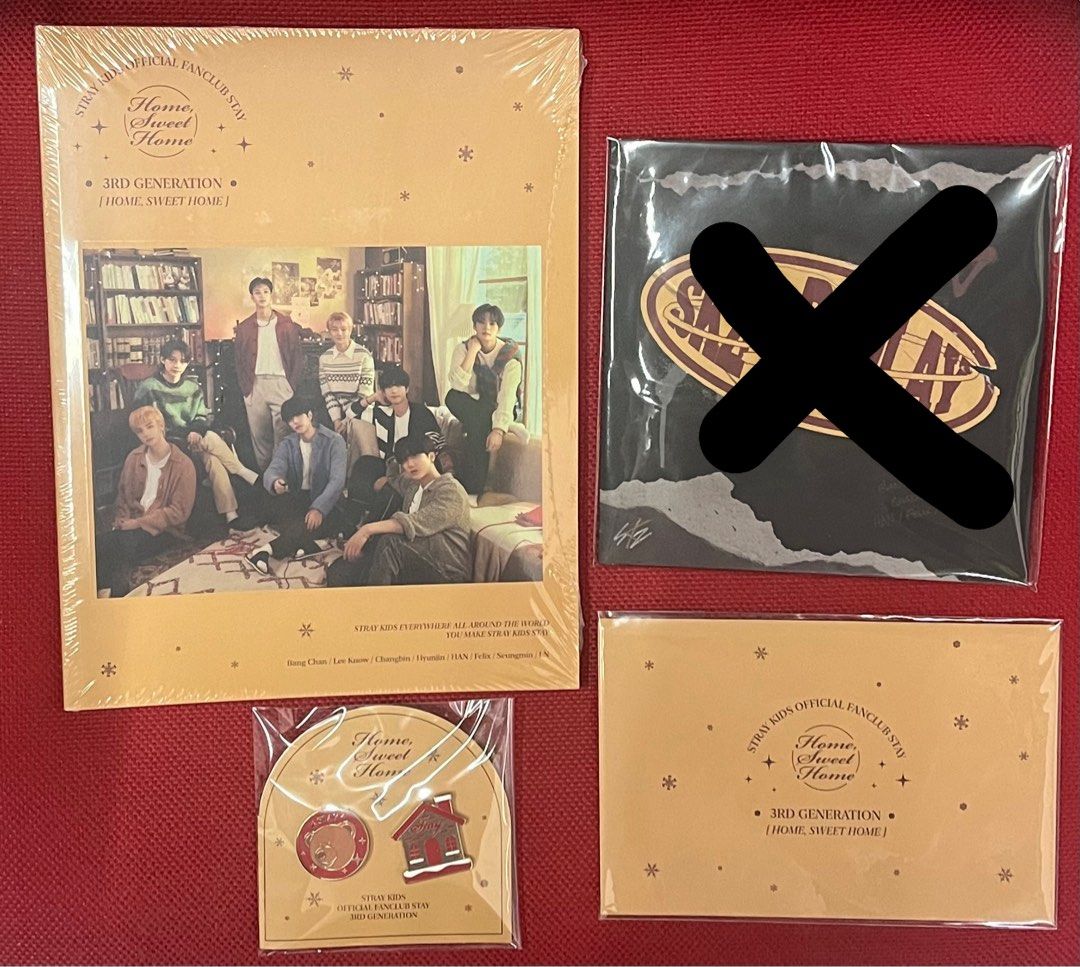 STRAY KIDS OFFICIAL FANCLUB STAY
Home,
Sweet
Home
• 3RD GENERATION •
[ HOME, SWEET HOME ]
STRAY KIDS EVERYWHERE ALL AROUND THE WORLD
YOU MAKE STRAY KIDS STAY
Bang Chan / Lee Know / Changbin / Hyunjin / HAN / Felix / Seungmin / I.N
SKZ
Home,
Sweet
Home
Stay
STRAY KIDS
OFFICIAL FANCLUB STAY
3RD GENERATION
STRAY KIDS OFFICIAL FANCLUB STAY
Home,
Sweet
Home
• 3RD GENERATION •
[ HOME, SWEET HOME ]